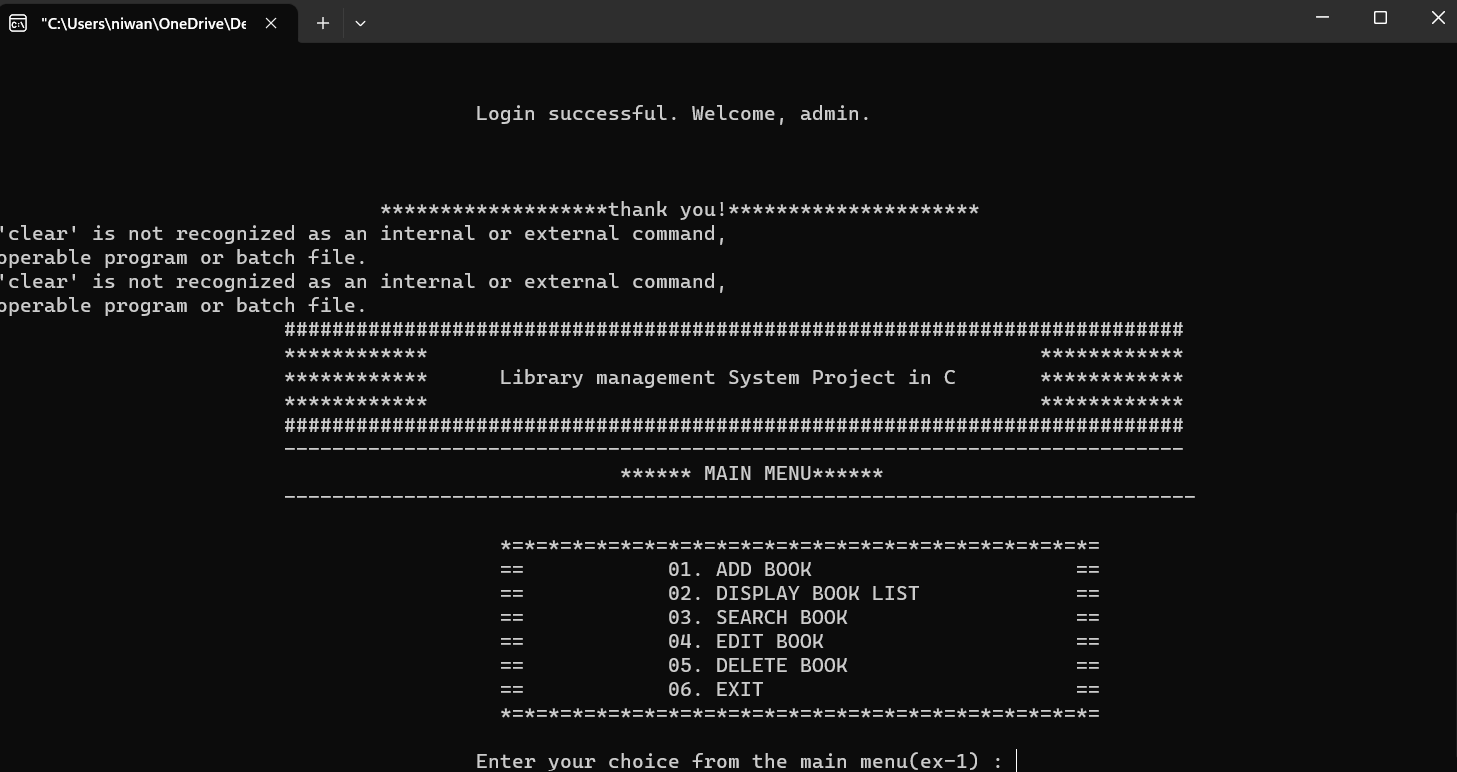 "C:\Users\niwan\OneDrive\De
Login successful. Welcome, admin.
*******************thank you!*********************
'clear' is not recognized as an internal or external command,
operable program or batch file.
'clear' is not recognized as an internal or external command,
operable program or batch file.
###########################################################################
************ ************
************ Library management System Project in C ************
************ ************
###########################################################################
---------------------------------------------------------------------------
****** MAIN MENU******
----------------------------------------------------------------------------
*=*=*=*=*=*=*=*=*=*=*=*=*=*=*=*=*=*=*=*=*=*=*=*=*=
== 01. ADD BOOK ==
== 02. DISPLAY BOOK LIST ==
== 03. SEARCH BOOK ==
== 04. EDIT BOOK ==
== 05. DELETE BOOK ==
== 06. EXIT ==
*=*=*=*=*=*=*=*=*=*=*=*=*=*=*=*=*=*=*=*=*=*=*=*=*=
Enter your choice from the main menu(ex-1) :